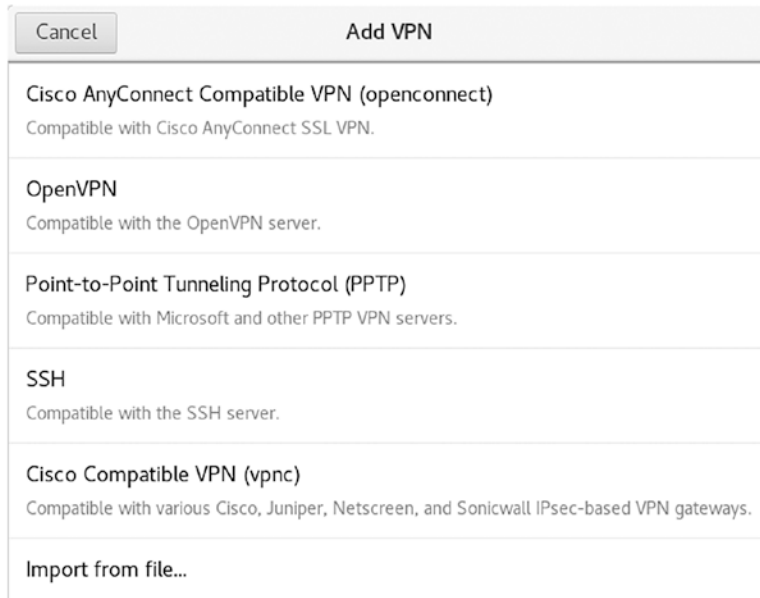 Cancel
Add VPN
Cisco AnyConnect Compatible VPN (openconnect)
Compatible with Cisco AnyConnect SSL VPN.
OpenVPN
Compatible with the OpenVPN server.
Point-to-Point Tunneling Protocol (PPTP)
Compatible with Microsoft and other PPTP VPN servers.
SSH
Compatible with the SSH server.
Cisco Compatible VPN (vpnc)
Compatible with various Cisco, Juniper, Netscreen, and Sonicwall IPsec-based VPN gateways.
Import from file...